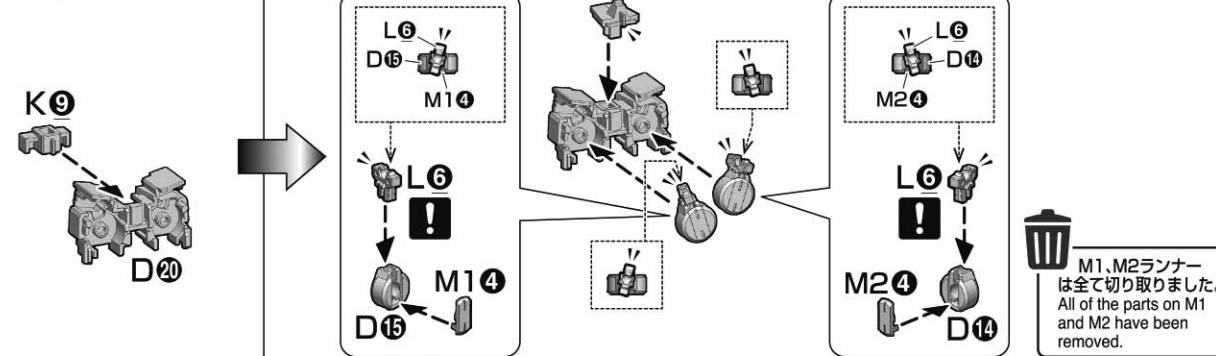 K❾
D⓴
L❻
D⓯
M1❹
L❻
!
M1❹
D⓯
L❻
D⓮
M2❹
L❻
!
M2❹
D⓮
M1、M2ランナー
は全て切り取りました。
All of the parts on M1
and M2 have been
removed.